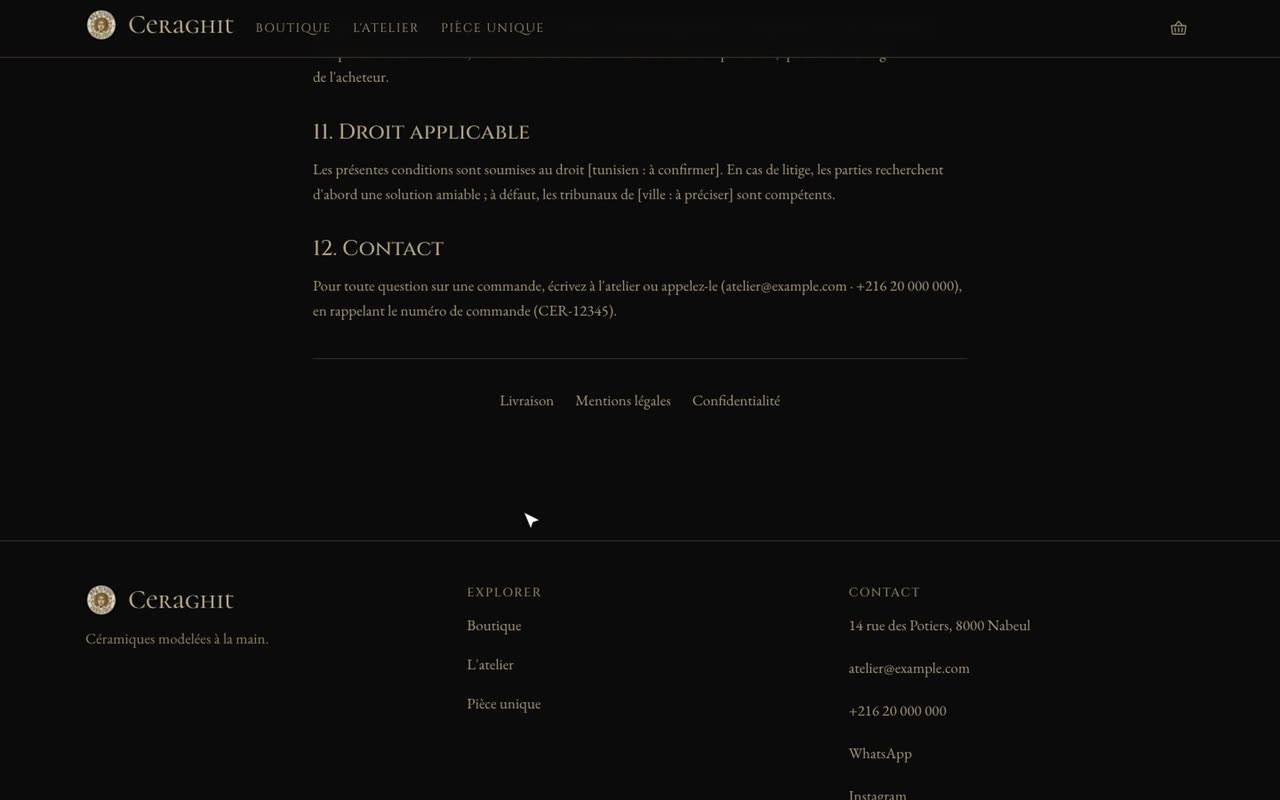 Ceraghit BOUTIQUE L'ATELIER PIÈCE UNIQUE
de l'acheteur.
11. Droit applicable
Les présentes conditions sont soumises au droit [tunisien : à confirmer]. En cas de litige, les parties recherchent
d'abord une solution amiable ; à défaut, les tribunaux de [ville : à préciser] sont compétents.
12. Contact
Pour toute question sur une commande, écrivez à l'atelier ou appelez-le (atelier@example.com · +216 20 000 000),
en rappelant le numéro de commande (CER-12345).
Livraison Mentions légales Confidentialité
Ceraghit
Céramiques modelées à la main.
EXPLORER
Boutique
L'atelier
Pièce unique
CONTACT
14 rue des Potiers, 8000 Nabeul
atelier@example.com
+216 20 000 000
WhatsApp
Instagram